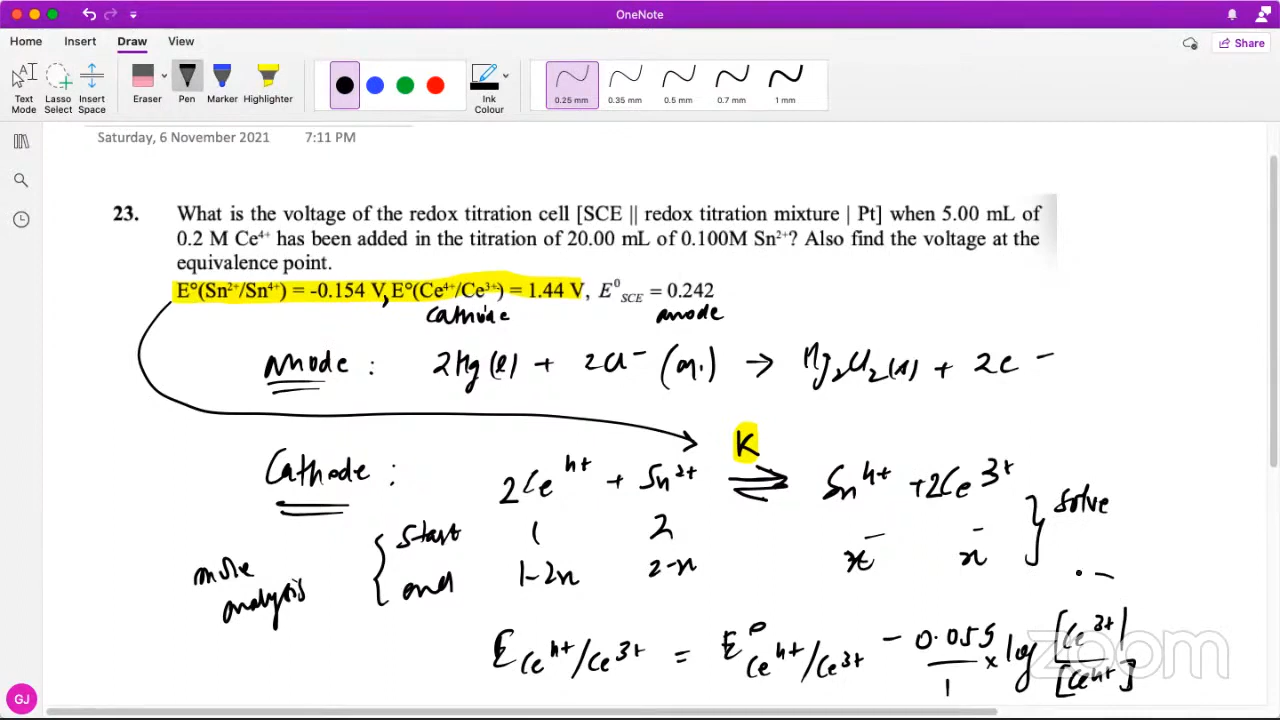 OneNote
Home Insert Draw View
Share
Text Mode
Lasso Select
Insert Space
Eraser
Pen
Marker
Highlighter
Ink Colour
0.25 mm
0.35 mm
0.5 mm
0.7 mm
1 mm
Saturday, 6 November 2021 7:11 PM
23. What is the voltage of the redox titration cell [SCE || redox titration mixture | Pt] when 5.00 mL of
0.2 M Ce⁴⁺ has been added in the titration of 20.00 mL of 0.100M Sn²⁺? Also find the voltage at the
equivalence point.
E°(Sn²⁺/Sn⁴⁺) = -0.154 V, E°(Ce⁴⁺/Ce³⁺) = 1.44 V, E⁰SCE = 0.242
cathode anode
Anode : 2Hg(l) + 2Cl⁻ (aq.) → Hg₂Cl₂(s) + 2e⁻
K
Cathode : 2Ce⁴⁺ + Sn²⁺ ⇌ Sn⁴⁺ + 2Ce³⁺
start 1 2 – –
solve
end 1-2x 2-x x x
mole
analysis
E Ce⁴⁺/Ce³⁺ = E° Ce⁴⁺/Ce³⁺ − 0.059/1 × log [Ce³⁺]/[Ce⁴⁺]
zoom
GJ